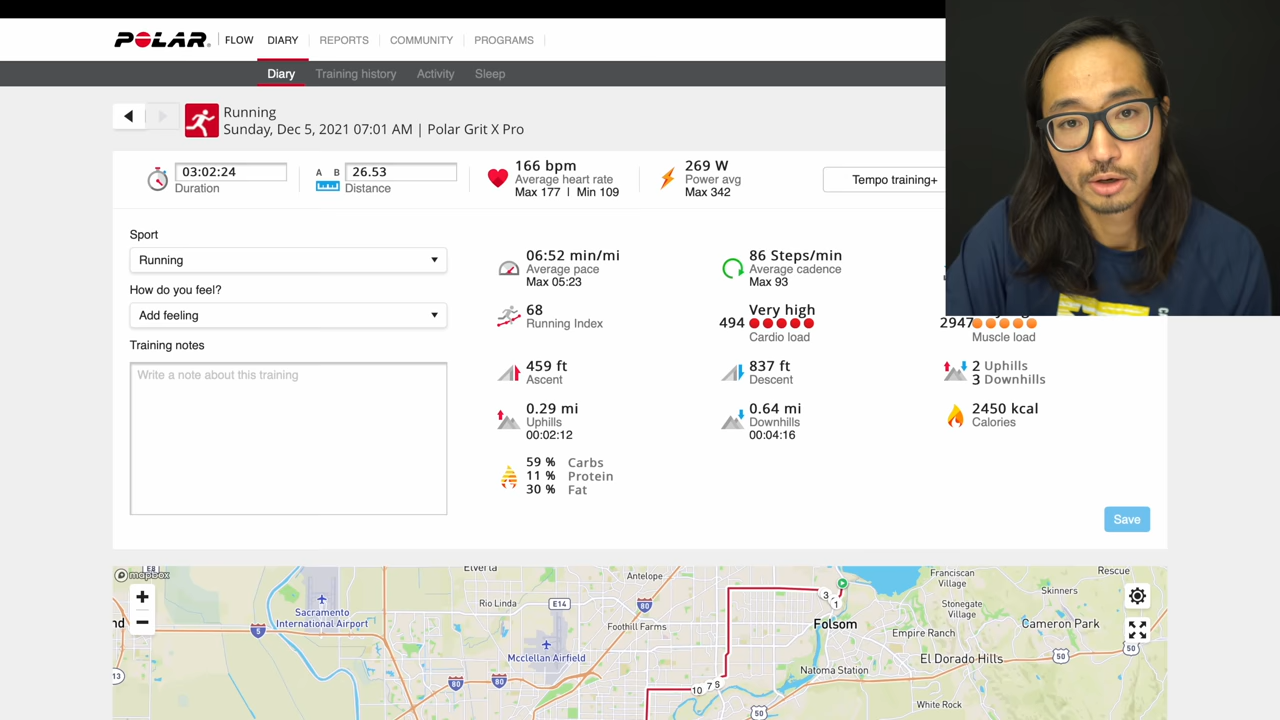 POLAR FLOW DIARY REPORTS COMMUNITY PROGRAMS
Diary Training history Activity Sleep
Running
Sunday, Dec 5, 2021 07:01 AM | Polar Grit X Pro
03:02:24
Duration
A B
26.53
Distance
166 bpm
Average heart rate
Max 177 | Min 109
269 W
Power avg
Max 342
Tempo training+
Sport
Running
How do you feel?
Add feeling
Training notes
Write a note about this training
06:52 min/mi
Average pace
Max 05:23
86 Steps/min
Average cadence
Max 93
68
Running Index
494
Very high
Cardio load
2947
Muscle load
459 ft
Ascent
837 ft
Descent
2 Uphills
3 Downhills
0.29 mi
Uphills
00:02:12
0.64 mi
Downhills
00:04:16
2450 kcal
Calories
59 % Carbs
11 % Protein
30 % Fat
Save
mapbox
+
−
Elverta
Antelope
Franciscan
Village
Rescue
Shinners
Rio Linda
E14
80
Sacramento
International Airport
5
Foothill Farms
3
1
Folsom
Stonegate
Village
Cameron Park
Empire Ranch
50
Mcclellan Airfield
El Dorado Hills
50
Natoma Station
13
80
80
10 7 5
50
White Rock